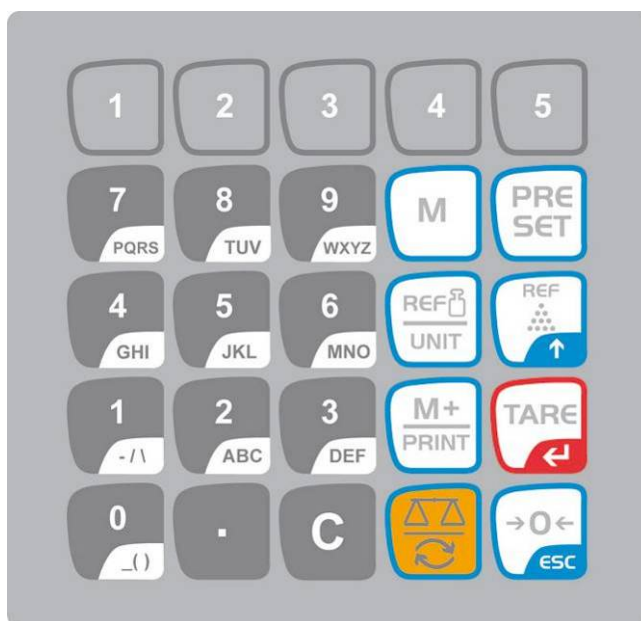 1 2 3 4 5
7 8 9 M PRE
PQRS TUV WXYZ SET
4 5 6 REF REF
GHI JKL MNO UNIT ↑
1 2 3 M+ TARE
- / \ ABC DEF PRINT ↵
0 . C →0←
_( ) ESC